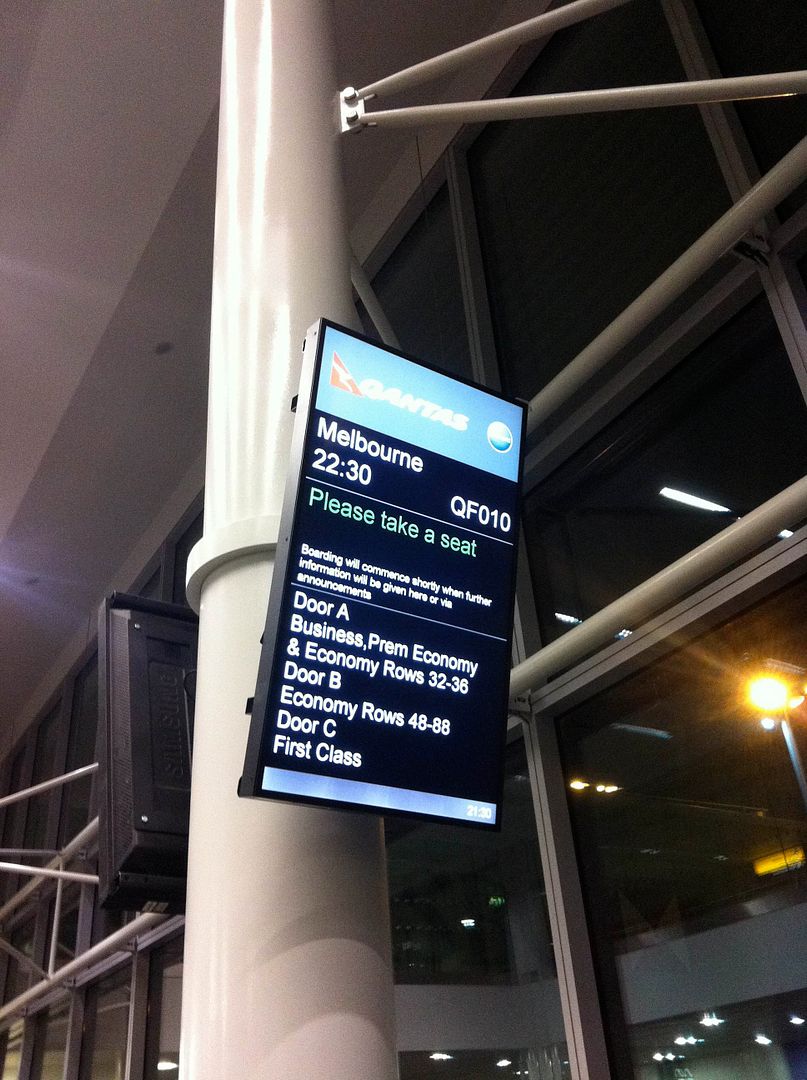 QANTAS
Melbourne
22:30
QF010
Please take a seat
Boarding will commence shortly when further
information will be given here or via
announcements
Door A
Business,Prem Economy
& Economy Rows 32-36
Door B
Economy Rows 48-88
Door C
First Class
21:30
SAMSUNG